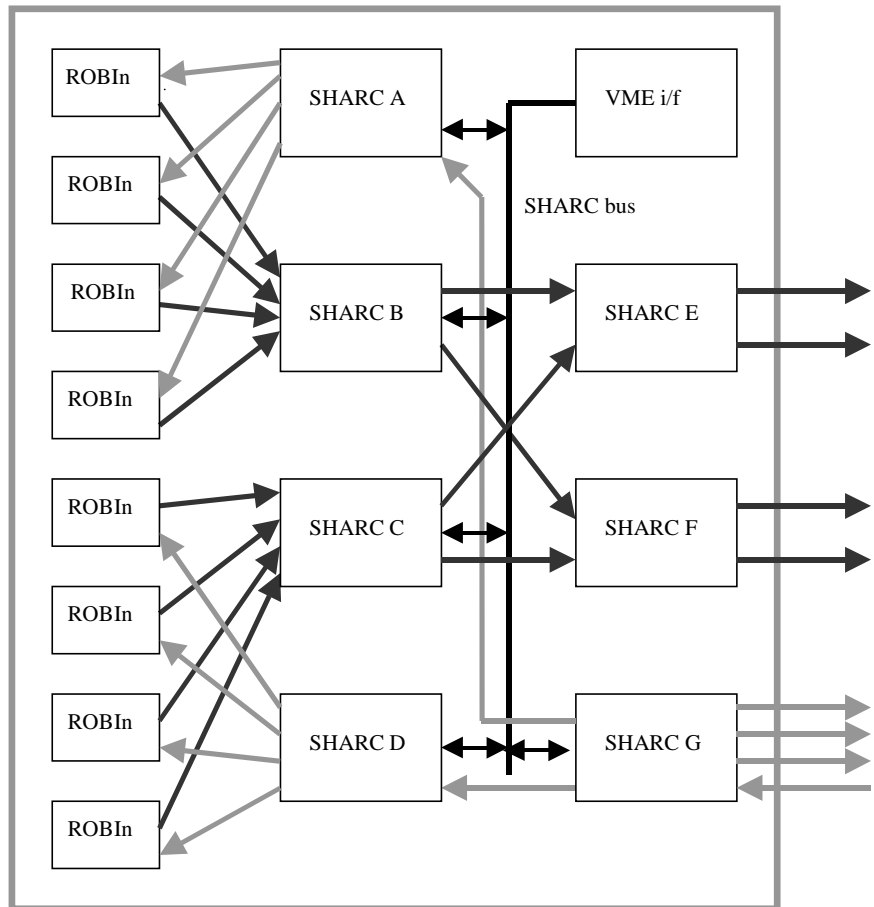 ROBIn
SHARC A
VME i/f
ROBIn
SHARC bus
ROBIn
SHARC B
SHARC E
ROBIn
ROBIn
SHARC C
SHARC F
ROBIn
ROBIn
SHARC D
SHARC G
ROBIn